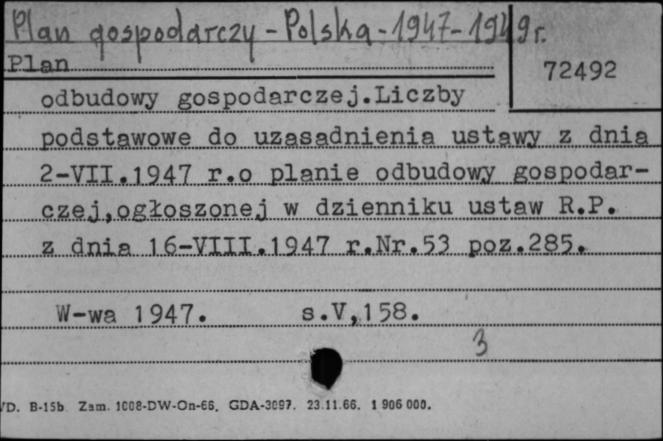 Plan gospodarczy - Polska - 1947-1949 r.
Plan
72492
odbudowy gospodarczej.Liczby
podstawowe do uzasadnienia ustawy z dnia
2-VII.1947 r.o planie odbudowy gospodar-
czej,ogłoszonej w dzienniku ustaw R.P.
z dnia 16-VIII.1947 r.Nr.53 poz.285.
W-wa 1947. s.V,158.
3
VD. B-15b Zam. 1008-DW-On-66. GDA-3097. 23.11.66. 1 906 000.